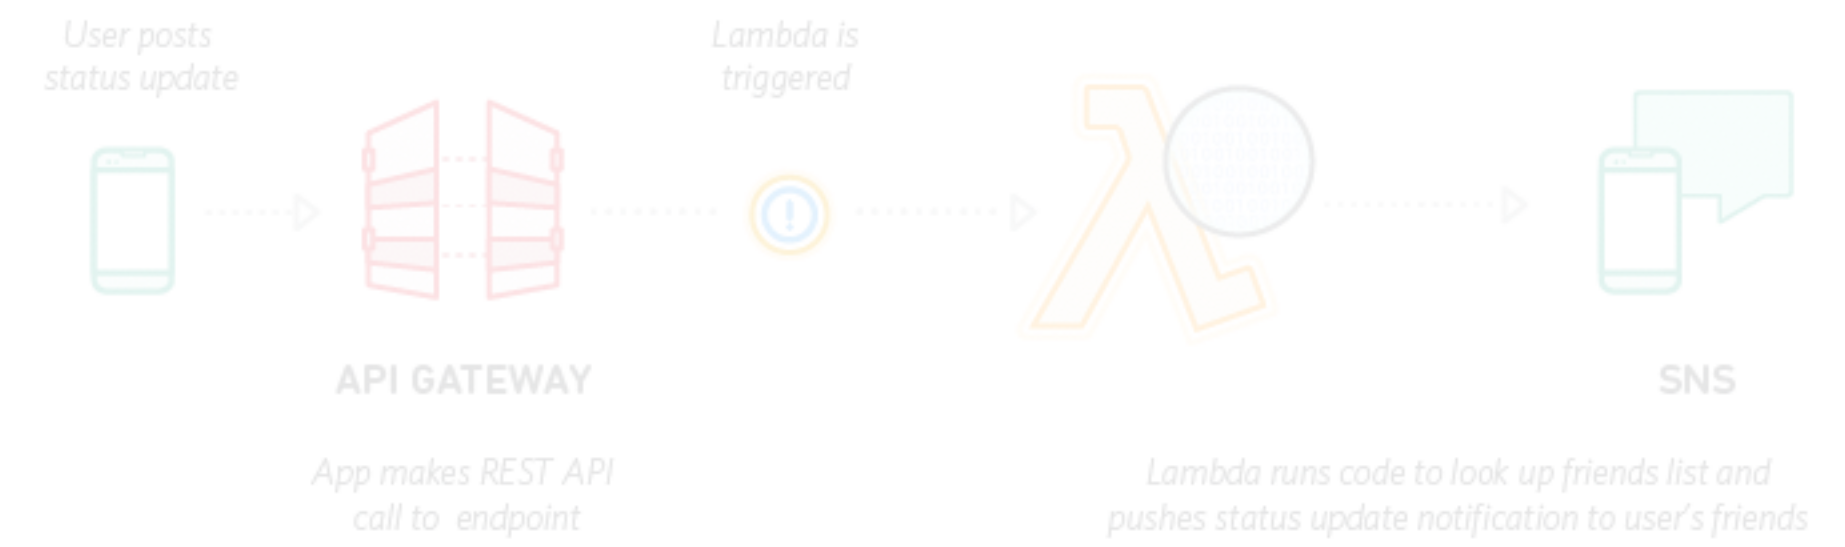 User posts
status update
Lambda is
triggered
API GATEWAY
SNS
App makes REST API
call to endpoint
Lambda runs code to look up friends list and
pushes status update notification to user's friends